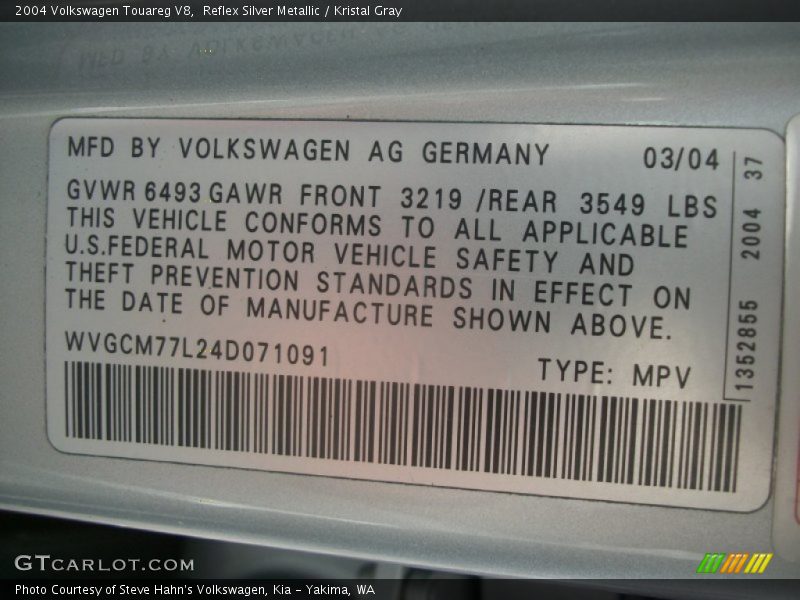 2004 Volkswagen Touareg V8,  Reflex Silver Metallic / Kristal Gray
MFD BY VOLKSWAGEN AG GERMANY 03/04
GVWR 6493 GAWR FRONT 3219 /REAR 3549 LBS
THIS VEHICLE CONFORMS TO ALL APPLICABLE
U.S.FEDERAL MOTOR VEHICLE SAFETY AND
THEFT PREVENTION STANDARDS IN EFFECT ON
THE DATE OF MANUFACTURE SHOWN ABOVE.
WVGCM77L24D071091
TYPE: MPV
1352855 2004 37
GTCARLOT.COM
Photo Courtesy of Steve Hahn's Volkswagen, Kia – Yakima, WA